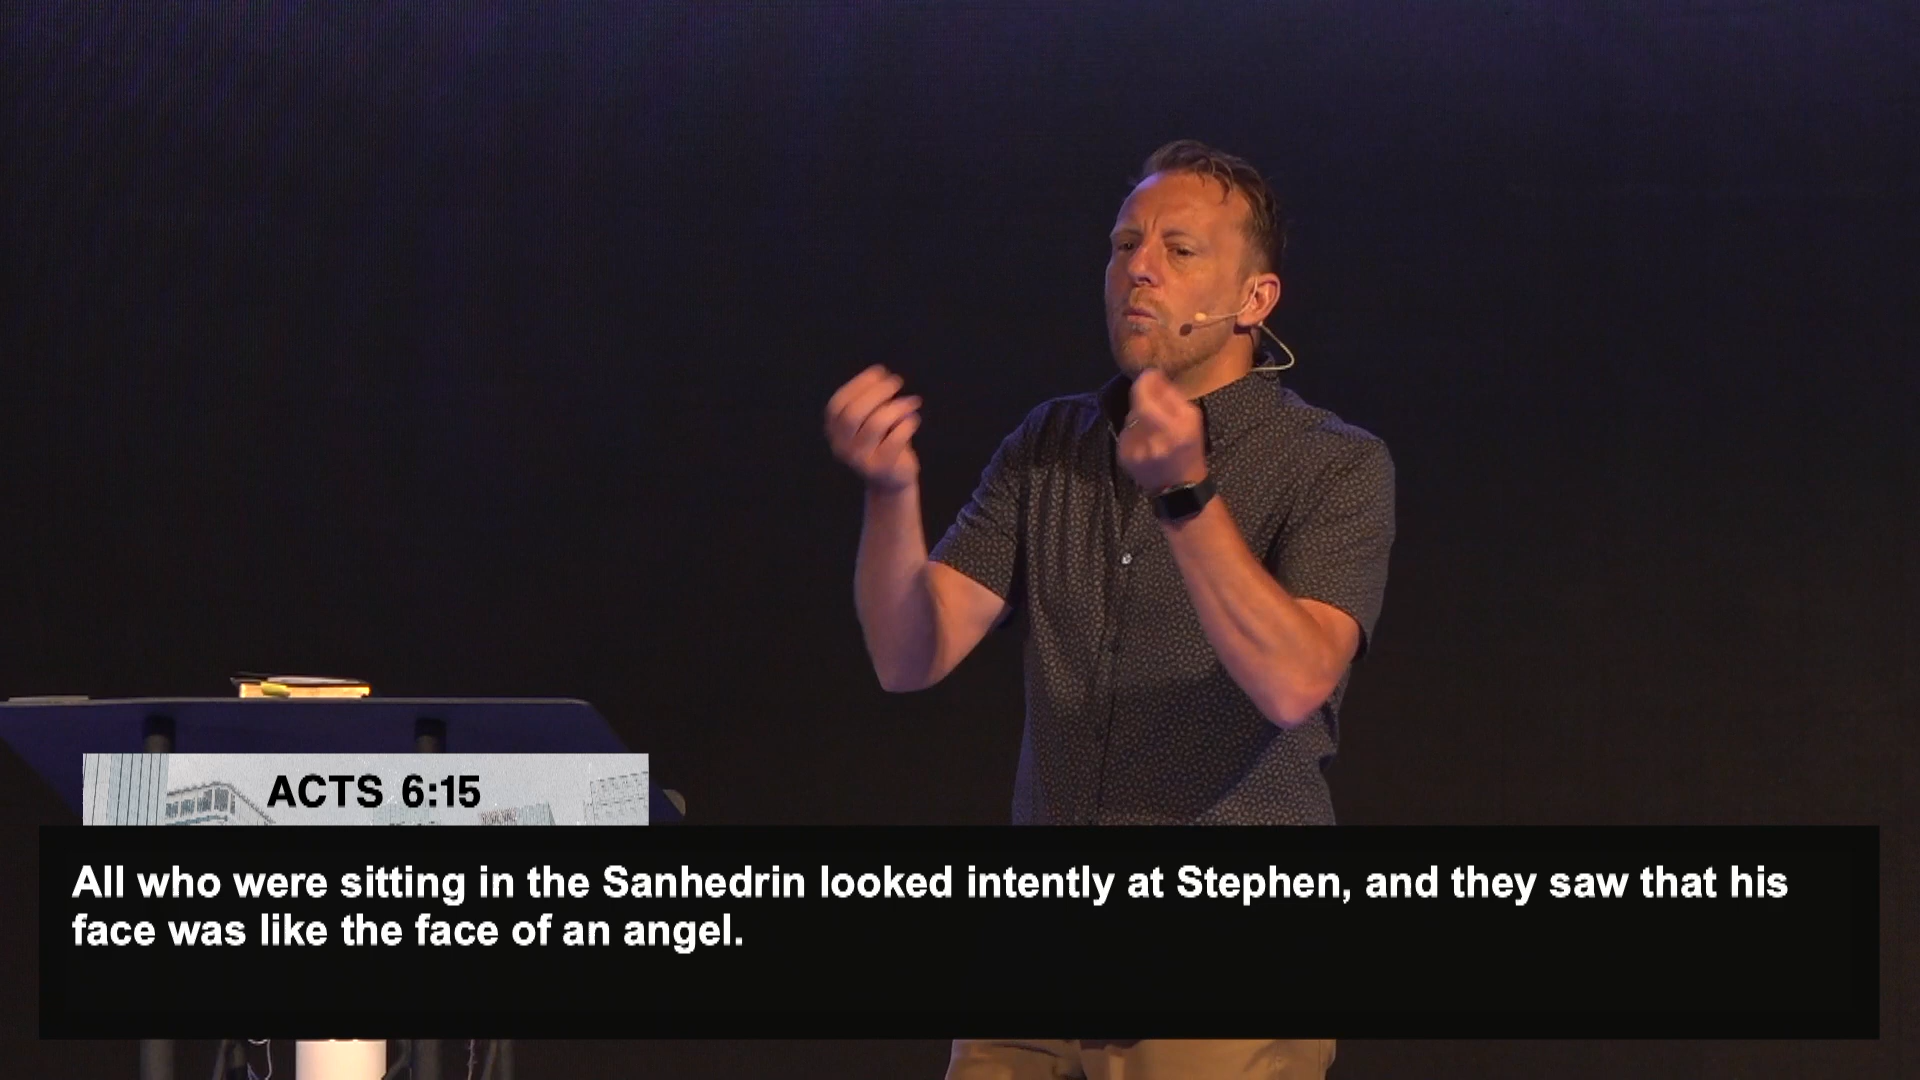 ACTS 6:15
All who were sitting in the Sanhedrin looked intently at Stephen, and they saw that his
face was like the face of an angel.